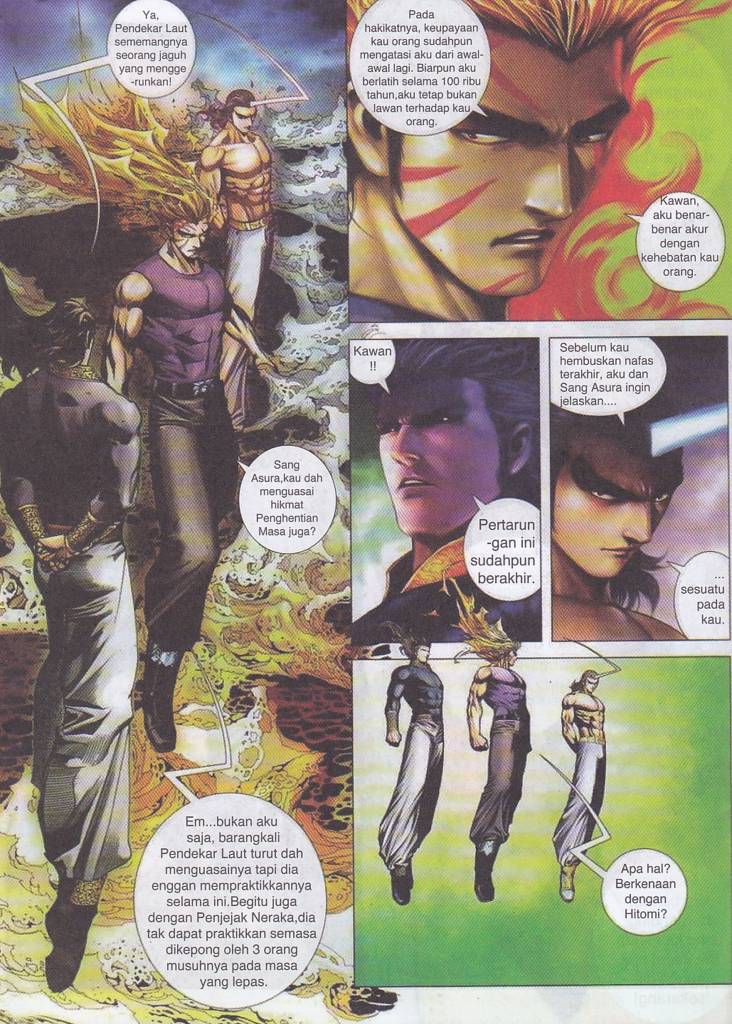 Ya,
Pendekar Laut
sememangnya
seorang jaguh
yang mengge
-runkan!
Sang
Asura,kau dah
menguasai
hikmat
Penghentian
Masa juga?
Em...bukan aku
saja, barangkali
Pendekar Laut turut dah
menguasainya tapi dia
enggan mempraktikkannya
selama ini.Begitu juga
dengan Penjejak Neraka,dia
tak dapat praktikkan semasa
dikepong oleh 3 orang
musuhnya pada masa
yang lepas.
Pada
hakikatnya, keupayaan
kau orang sudahpun
mengatasi aku dari awal-
awal lagi. Biarpun aku
berlatih selama 100 ribu
tahun,aku tetap bukan
lawan terhadap kau
orang.
Kawan,
aku benar-
benar akur
dengan
kehebatan kau
orang.
Kawan
!!
Pertarun
-gan ini
sudahpun
berakhir.
Sebelum kau
hembuskan nafas
terakhir, aku dan
Sang Asura ingin
jelaskan....
...
sesuatu
pada
kau.
Apa hal?
Berkenaan
dengan
Hitomi?